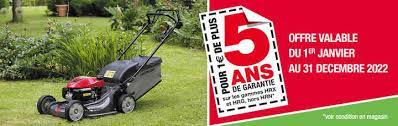 POUR 1€ DE PLUS
5
ANS
DE GARANTIE
sur les gammes HRX
et HRG, hors HRN*
OFFRE VALABLE
DU 1ER JANVIER
AU 31 DECEMBRE 2022
*voir condition en magasin